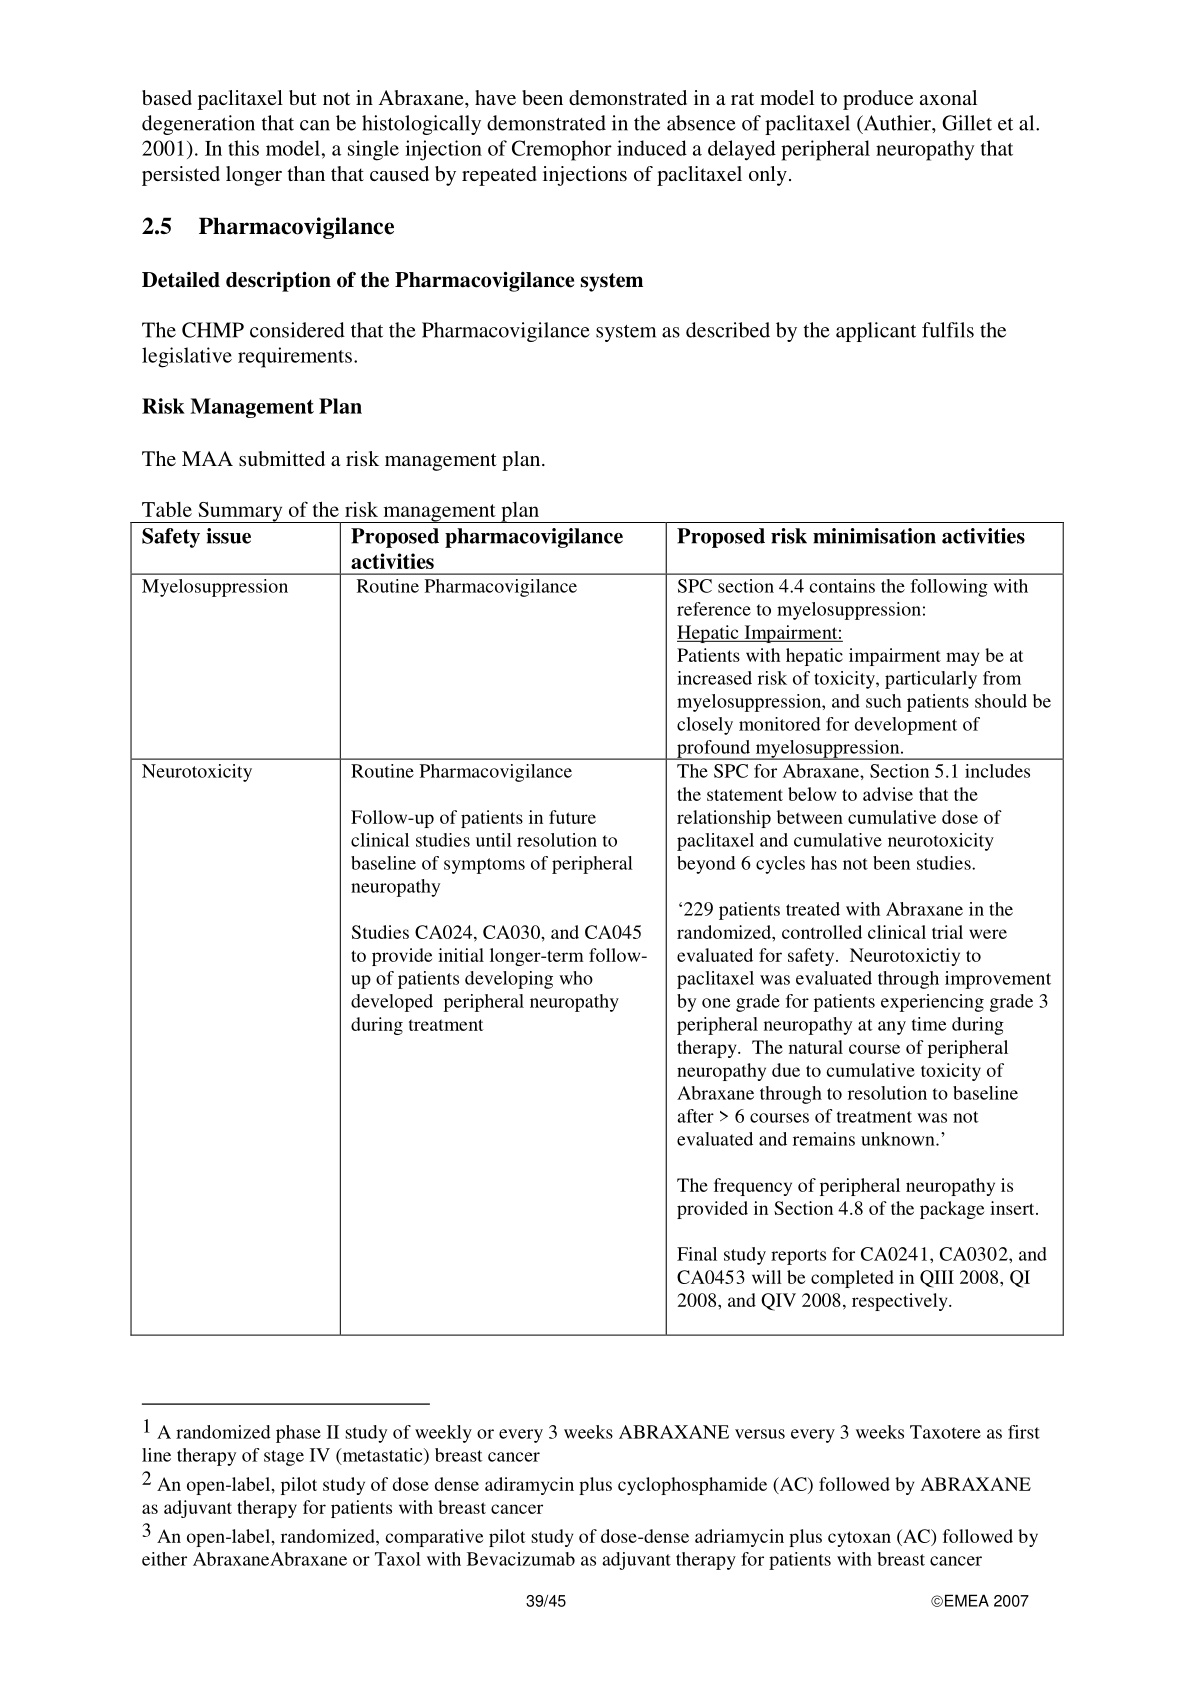 based paclitaxel but not in Abraxane, have been demonstrated in a rat model to produce axonal
degeneration that can be histologically demonstrated in the absence of paclitaxel (Authier, Gillet et al.
2001). In this model, a single injection of Cremophor induced a delayed peripheral neuropathy that
persisted longer than that caused by repeated injections of paclitaxel only.
2.5 Pharmacovigilance
Detailed description of the Pharmacovigilance system
The CHMP considered that the Pharmacovigilance system as described by the applicant fulfils the
legislative requirements.
Risk Management Plan
The MAA submitted a risk management plan.
Table Summary of the risk management plan
Safety issue
Proposed pharmacovigilance
activities
Proposed risk minimisation activities
Myelosuppression
Routine Pharmacovigilance
SPC section 4.4 contains the following with
reference to myelosuppression:
Hepatic Impairment:
Patients with hepatic impairment may be at
increased risk of toxicity, particularly from
myelosuppression, and such patients should be
closely monitored for development of
profound myelosuppression.
Neurotoxicity
Routine Pharmacovigilance
Follow-up of patients in future
clinical studies until resolution to
baseline of symptoms of peripheral
neuropathy
Studies CA024, CA030, and CA045
to provide initial longer-term follow-
up of patients developing who
developed  peripheral neuropathy
during treatment
The SPC for Abraxane, Section 5.1 includes
the statement below to advise that the
relationship between cumulative dose of
paclitaxel and cumulative neurotoxicity
beyond 6 cycles has not been studies.
‘229 patients treated with Abraxane in the
randomized, controlled clinical trial were
evaluated for safety.  Neurotoxictiy to
paclitaxel was evaluated through improvement
by one grade for patients experiencing grade 3
peripheral neuropathy at any time during
therapy.  The natural course of peripheral
neuropathy due to cumulative toxicity of
Abraxane through to resolution to baseline
after > 6 courses of treatment was not
evaluated and remains unknown.’
The frequency of peripheral neuropathy is
provided in Section 4.8 of the package insert.
Final study reports for CA0241, CA0302, and
CA0453 will be completed in QIII 2008, QI
2008, and QIV 2008, respectively.
1 A randomized phase II study of weekly or every 3 weeks ABRAXANE versus every 3 weeks Taxotere as first
line therapy of stage IV (metastatic) breast cancer
2 An open-label, pilot study of dose dense adiramycin plus cyclophosphamide (AC) followed by ABRAXANE
as adjuvant therapy for patients with breast cancer
3 An open-label, randomized, comparative pilot study of dose-dense adriamycin plus cytoxan (AC) followed by
either AbraxaneAbraxane or Taxol with Bevacizumab as adjuvant therapy for patients with breast cancer
39/45
©EMEA 2007